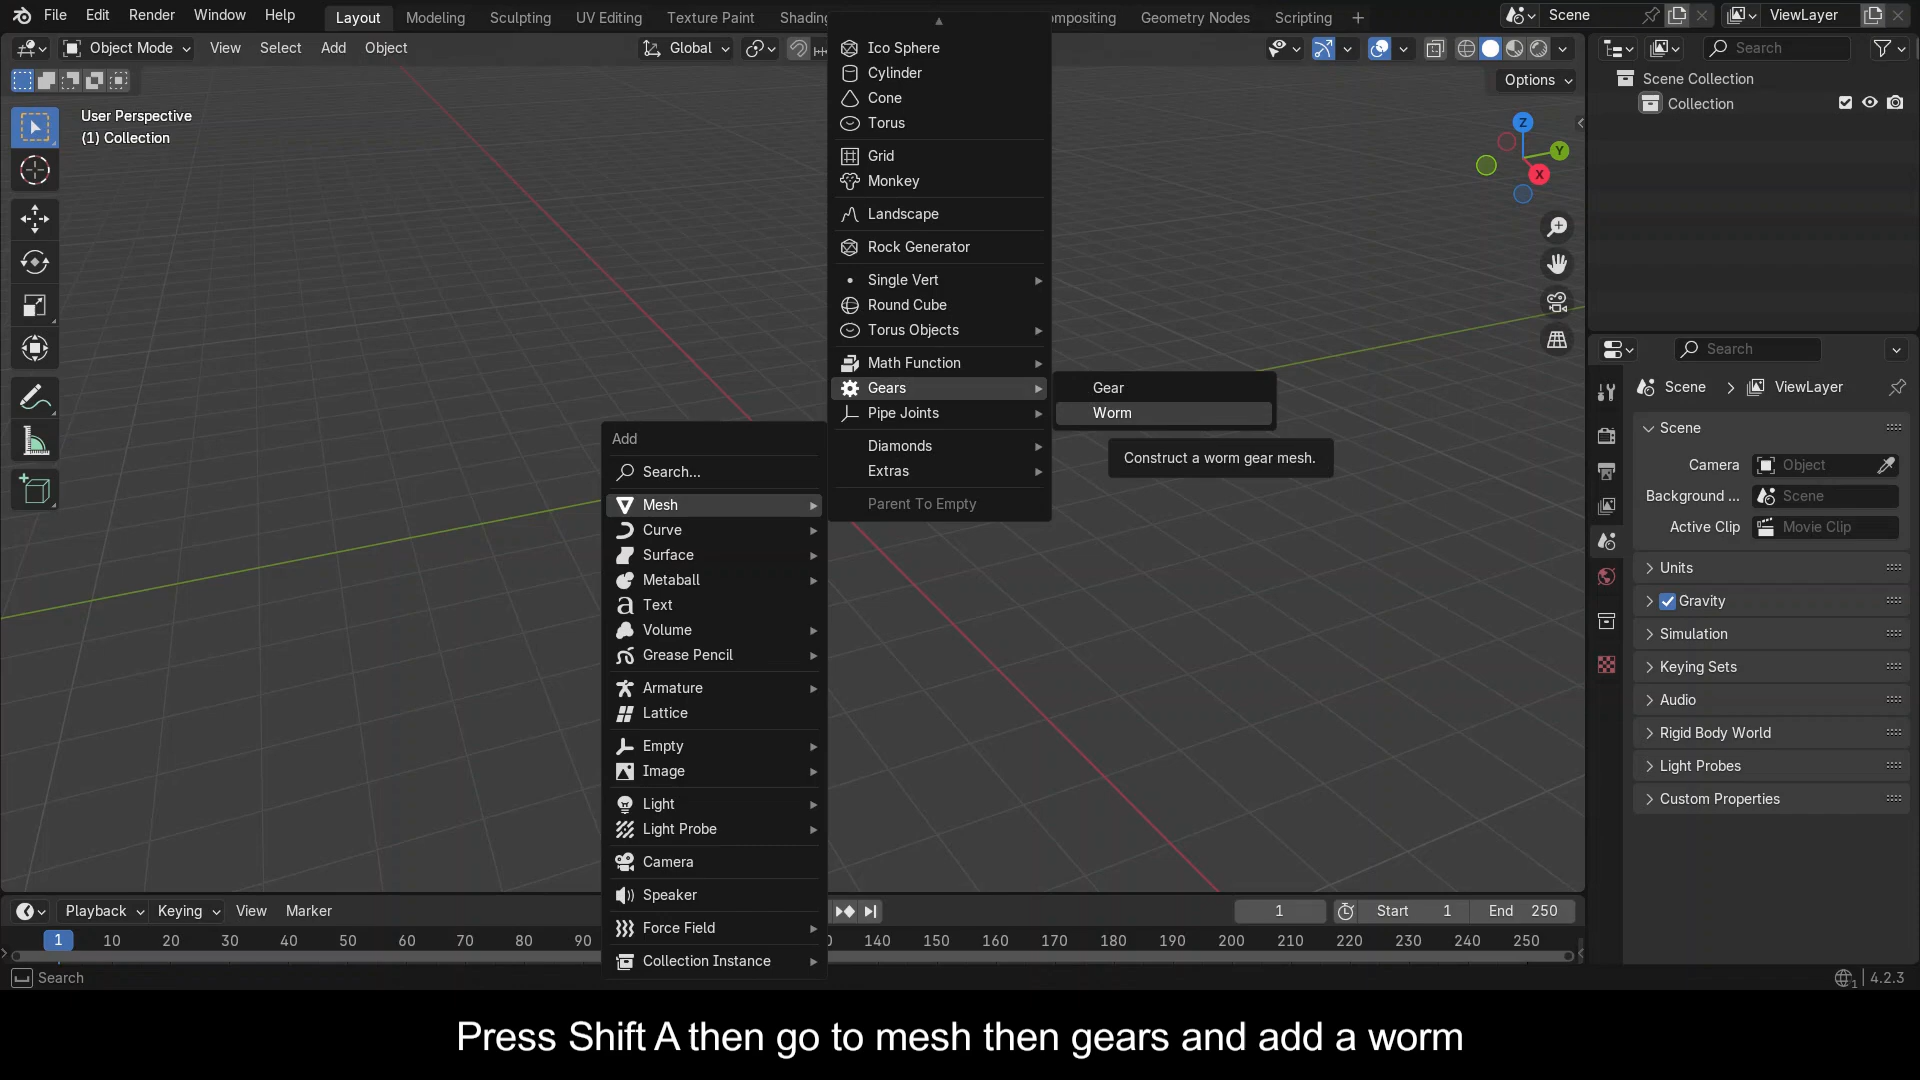 File Edit Render Window Help Layout Modeling Sculpting UV Editing Texture Paint Shading Compositing Geometry Nodes Scripting + Scene ViewLayer
Object Mode View Select Add Object Global Search
Options
User Perspective
(1) Collection
Z
Y
X
Ico Sphere
Cylinder
Cone
Torus
Grid
Monkey
Landscape
Rock Generator
Single Vert
Round Cube
Torus Objects
Math Function
Gears
Pipe Joints
Diamonds
Extras
Parent To Empty
Gear
Worm
Construct a worm gear mesh.
Add
Search...
Mesh
Curve
Surface
Metaball
Text
Volume
Grease Pencil
Armature
Lattice
Empty
Image
Light
Light Probe
Camera
Speaker
Force Field
Collection Instance
Scene Collection
Collection
Search
Scene ViewLayer
Scene
Camera Object
Background ... Scene
Active Clip Movie Clip
Units
Gravity
Simulation
Keying Sets
Audio
Rigid Body World
Light Probes
Custom Properties
Playback Keying View Marker 1 Start 1 End 250
1 10 20 30 40 50 60 70 80 90 140 150 160 170 180 190 200 210 220 230 240 250
Search 1 4.2.3
Press Shift A then go to mesh then gears and add a worm